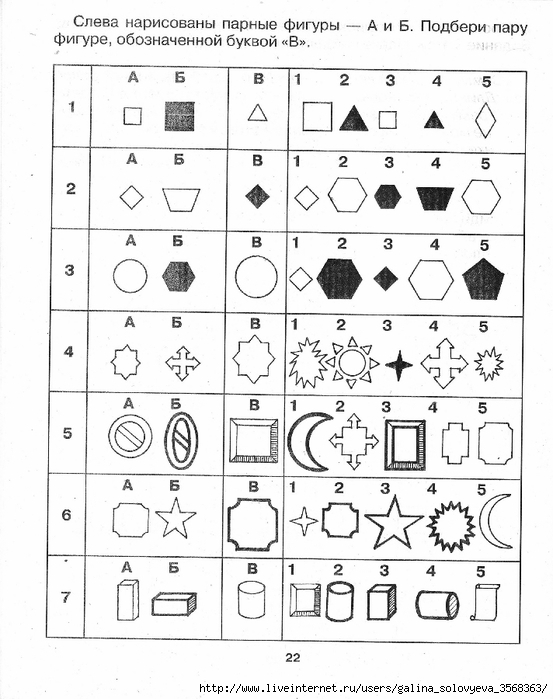 Слева нарисованы парные фигуры — А и Б. Подбери пару
фигуре, обозначенной буквой «В».
А Б В 1 2 3 4 5
1
А Б В 1 2 3 4 5
2
А Б В 1 2 3 4 5
3
А Б В 1 2 3 4 5
4
А Б В 1 2 3 4 5
5
А Б В 1 2 3 4 5
6
А Б В 1 2 3 4 5
7
22
http://www.liveinternet.ru/users/galina_solovyeva_3568363/